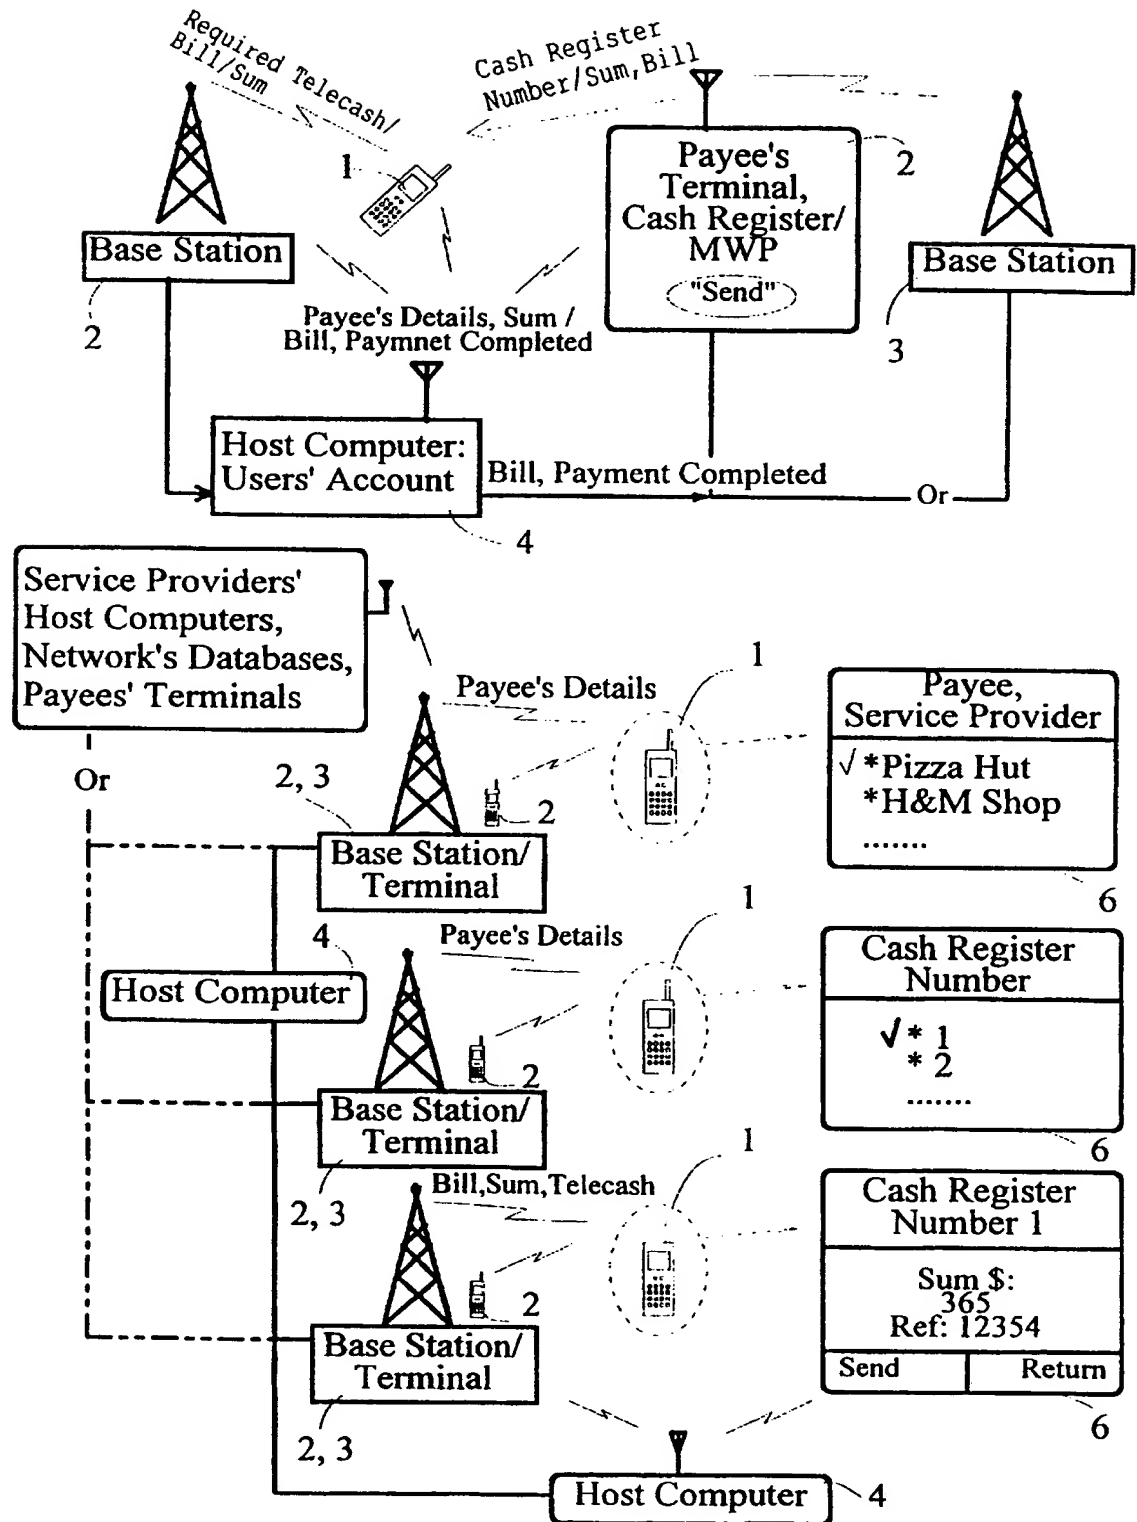 Required Telecash/
Bill/Sum
Cash Register
Number/Sum,Bill
1
Payee's
Terminal,
Cash Register/
MWP
"Send"
2
Base Station
2
Base Station
3
Payee's Details, Sum /
Bill, Paymnet Completed
Host Computer:
Users' Account
Bill, Payment Completed
Or
4
Service Providers'
Host Computers,
Network's Databases,
Payees' Terminals
Or
Payee's Details
1
2, 3
2
Base Station/
Terminal
Payee,
Service Provider
√ *Pizza Hut
*H&M Shop
.......
6
4
Host Computer
Payee's Details
1
2
Base Station/
Terminal
2, 3
Cash Register
Number
√ * 1
* 2
.......
6
Bill,Sum,Telecash
1
2
Base Station/
Terminal
2, 3
Cash Register
Number 1
Sum $:
365
Ref: 12354
Send
Return
6
Host Computer
4